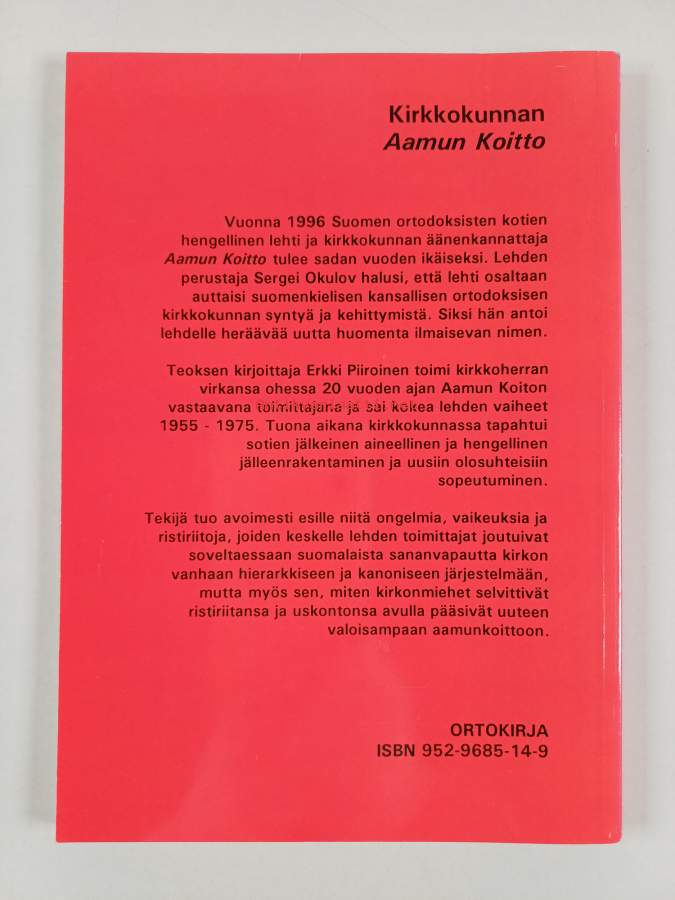 Kirkkokunnan
Aamun Koitto
Vuonna 1996 Suomen ortodoksisten kotien
hengellinen lehti ja kirkkokunnan äänenkannattaja
Aamun Koitto tulee sadan vuoden ikäiseksi. Lehden
perustaja Sergei Okulov halusi, että lehti osaltaan
auttaisi suomenkielisen kansallisen ortodoksisen
kirkkokunnan syntyä ja kehittymistä. Siksi hän antoi
lehdelle heräävää uutta huomenta ilmaisevan nimen.
Teoksen kirjoittaja Erkki Piiroinen toimi kirkkoherran
virkansa ohessa 20 vuoden ajan Aamun Koiton
vastaavana toimittajana ja sai kokea lehden vaiheet
1955 - 1975. Tuona aikana kirkkokunnassa tapahtui
sotien jälkeinen aineellinen ja hengellinen
jälleenrakentaminen ja uusiin olosuhteisiin
sopeutuminen.
Tekijä tuo avoimesti esille niitä ongelmia, vaikeuksia ja
ristiriitoja, joiden keskelle lehden toimittajat joutuivat
soveltaessaan suomalaista sananvapautta kirkon
vanhaan hierarkkiseen ja kanoniseen järjestelmään,
mutta myös sen, miten kirkonmiehet selvittivät
ristiriitansa ja uskontonsa avulla pääsivät uuteen
valoisampaan aamunkoittoon.
ORTOKIRJA
ISBN 952-9685-14-9